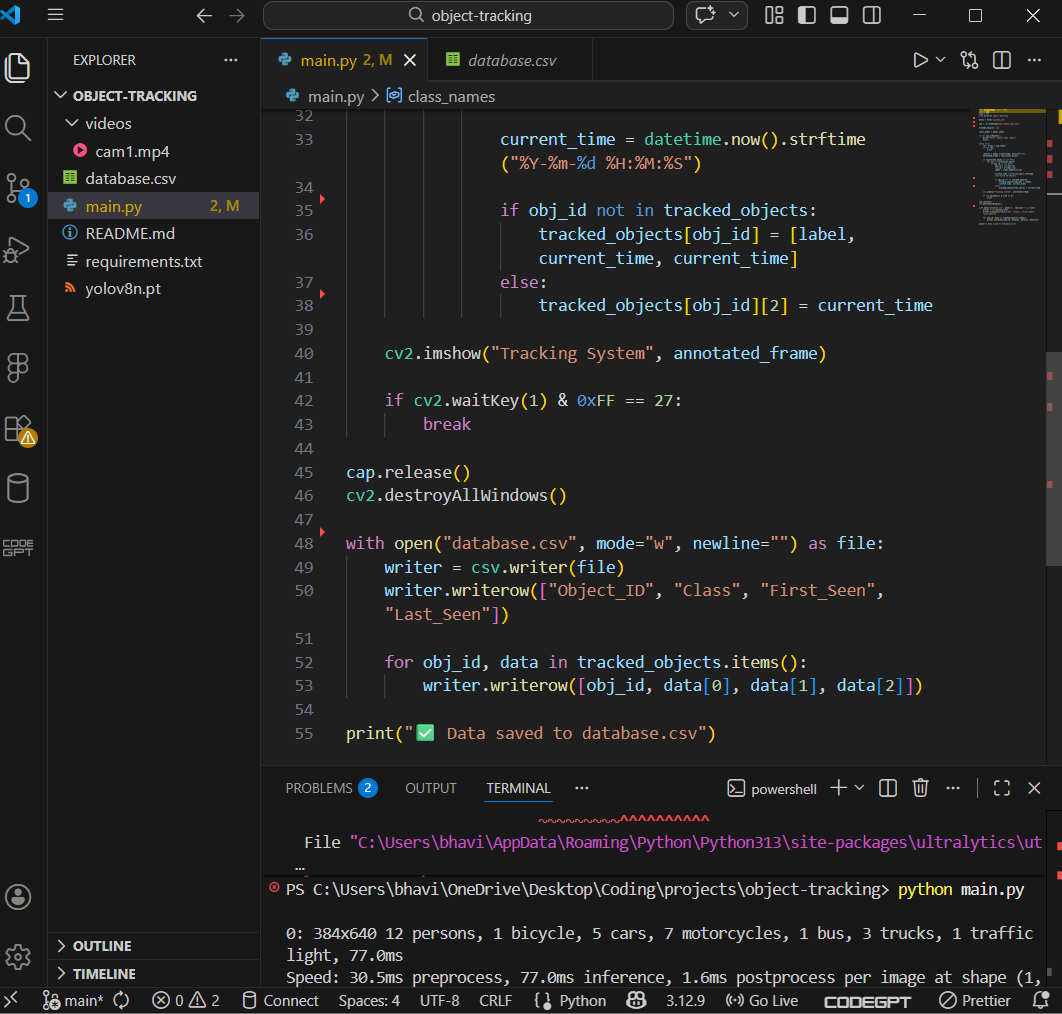 object-tracking
EXPLORER
OBJECT-TRACKING
videos
cam1.mp4
database.csv
main.py 2, M
README.md
requirements.txt
yolov8n.pt
1
OUTLINE
TIMELINE
main.py 2, M
database.csv
main.py > class_names
32
33 current_time = datetime.now().strftime
("%Y-%m-%d %H:%M:%S")
34
35 if obj_id not in tracked_objects:
36 tracked_objects[obj_id] = [label,
current_time, current_time]
37 else:
38 tracked_objects[obj_id][2] = current_time
39
40 cv2.imshow("Tracking System", annotated_frame)
41
42 if cv2.waitKey(1) & 0xFF == 27:
43 break
44
45 cap.release()
46 cv2.destroyAllWindows()
47
48 with open("database.csv", mode="w", newline="") as file:
49 writer = csv.writer(file)
50 writer.writerow(["Object_ID", "Class", "First_Seen",
"Last_Seen"])
51
52 for obj_id, data in tracked_objects.items():
53 writer.writerow([obj_id, data[0], data[1], data[2]])
54
55 print("✅ Data saved to database.csv")
PROBLEMS 2 OUTPUT TERMINAL ... powershell
File "C:\Users\bhavi\AppData\Roaming\Python\Python313\site-packages\ultralytics\ut
…
PS C:\Users\bhavi\OneDrive\Desktop\Coding\projects\object-tracking> python main.py
0: 384x640 12 persons, 1 bicycle, 5 cars, 7 motorcycles, 1 bus, 3 trucks, 1 traffic
light, 77.0ms
Speed: 30.5ms preprocess, 77.0ms inference, 1.6ms postprocess per image at shape (1,
CODE
GPT
main* 0 2 Connect Spaces: 4 UTF-8 CRLF {} Python 3.12.9 Go Live CODEGPT Prettier